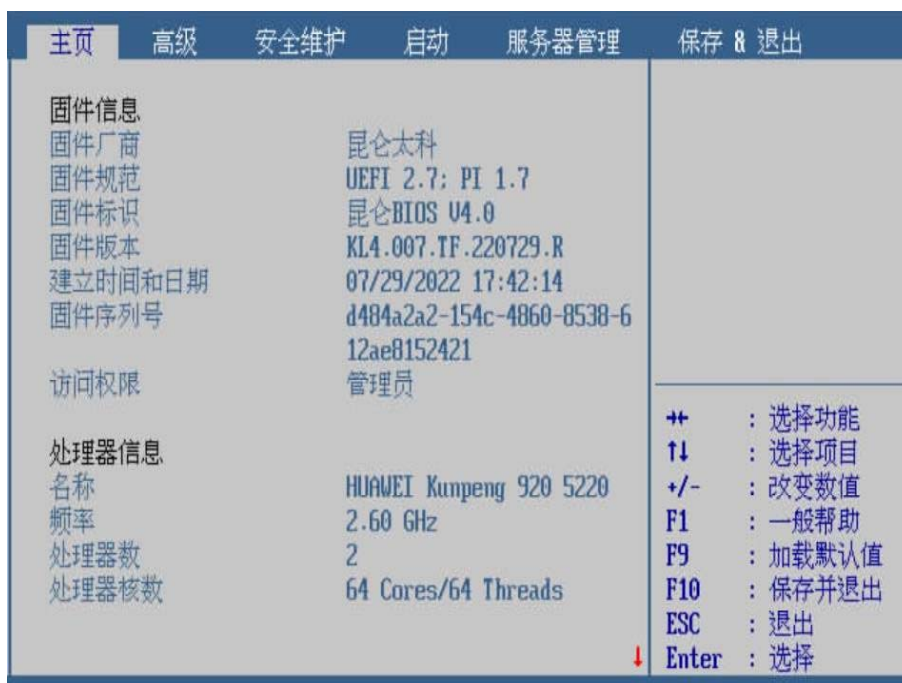 主页 高级 安全维护 启动 服务器管理 保存 & 退出
固件信息
固件厂商 昆仑太科
固件规范 UEFI 2.7; PI 1.7
固件标识 昆仑BIOS V4.0
固件版本 KL4.007.TF.220729.R
建立时间和日期 07/29/2022 17:42:14
固件序列号 d484a2a2-154c-4860-8538-6
12ae8152421
访问权限 管理员
处理器信息
名称 HUAWEI Kunpeng 920 5220
频率 2.60 GHz
处理器数 2
处理器核数 64 Cores/64 Threads
→← : 选择功能
↑↓ : 选择项目
+/- : 改变数值
F1 : 一般帮助
F9 : 加载默认值
F10 : 保存并退出
ESC : 退出
Enter : 选择